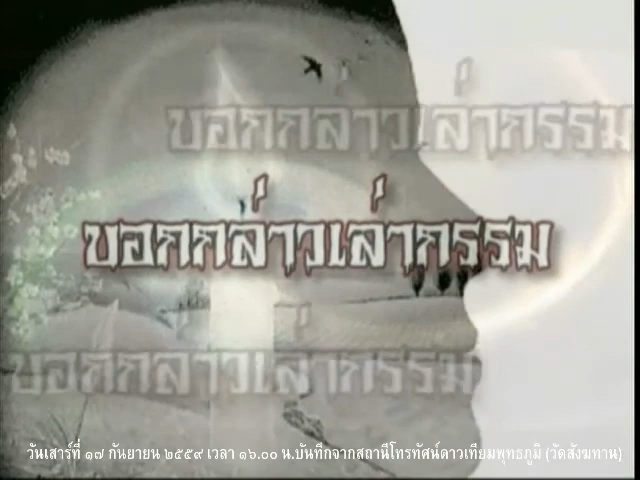 บอกกล่าวเล่ากรรม
บอกกล่าวเล่ากรรม
บอกกล่าวเล่ากรรม
วันเสาร์ที่ ๑๗ กันยายน ๒๕๕๙ เวลา ๑๖.๐๐ น.บันทึกจากสถานีโทรทัศน์ดาวเทียมพุทธภูมิ (วัดสังฆทาน)